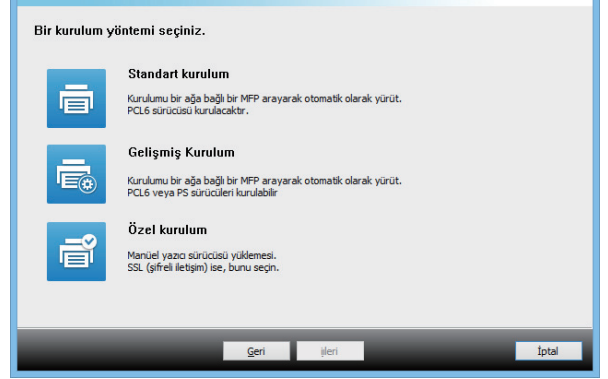 Bir kurulum yöntemi seçiniz.
Standart kurulum
Kurulumu bir ağa bağlı bir MFP arayarak otomatik olarak yürüt.
PCL6 sürücüsü kurulacaktır.
Gelişmiş Kurulum
Kurulumu bir ağa bağlı bir MFP arayarak otomatik olarak yürüt.
PCL6 veya PS sürücüleri kurulabilir
Özel kurulum
Manüel yazıcı sürücüsü yüklemesi.
SSL (şifreli iletişim) ise, bunu seçin.
Geri
İptal